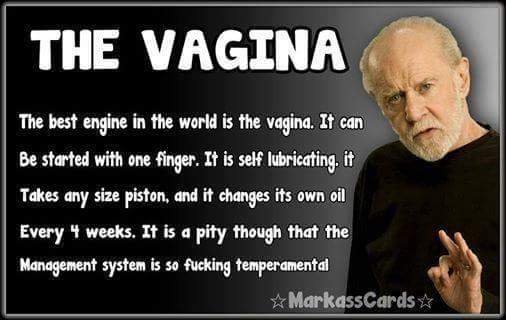 THE VAGINA
The best engine in the world is the vagina. It can
Be started with one finger. It is self lubricating. it
Takes any size piston, and it changes its own oil
Every 4 weeks. It is a pity though that the
Management system is so fucking temperamental
☆MarkassCards☆